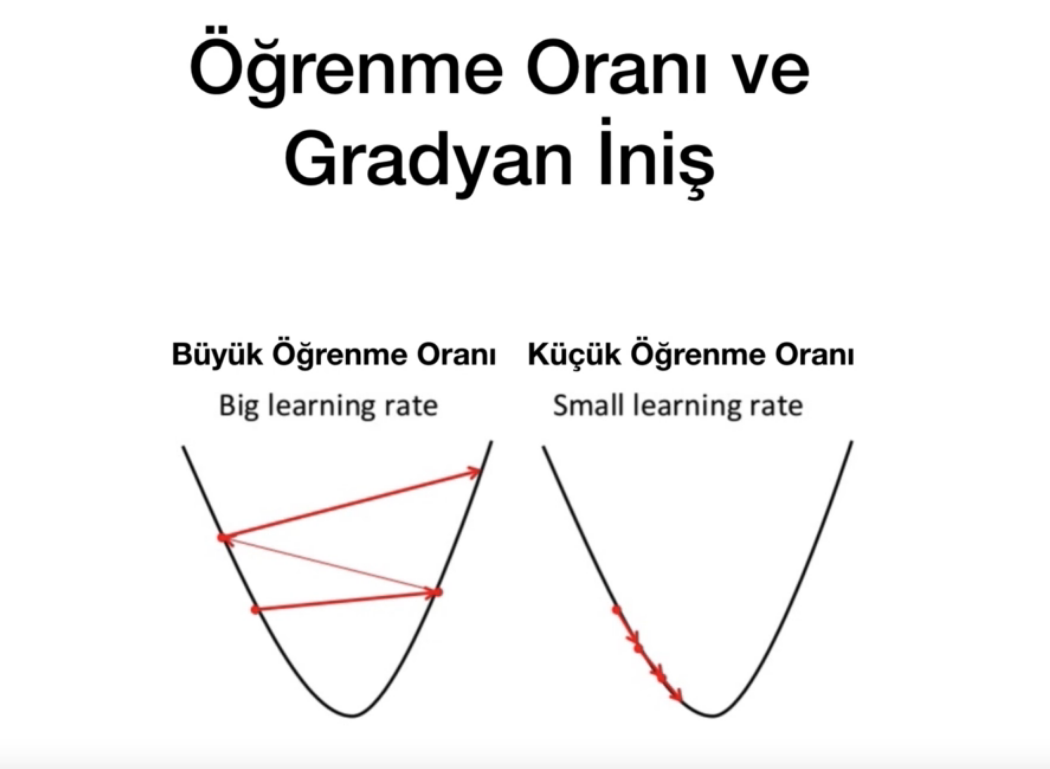 Öğrenme Oranı ve
Gradyan İniş
Büyük Öğrenme Oranı
Big learning rate
Küçük Öğrenme Oranı
Small learning rate